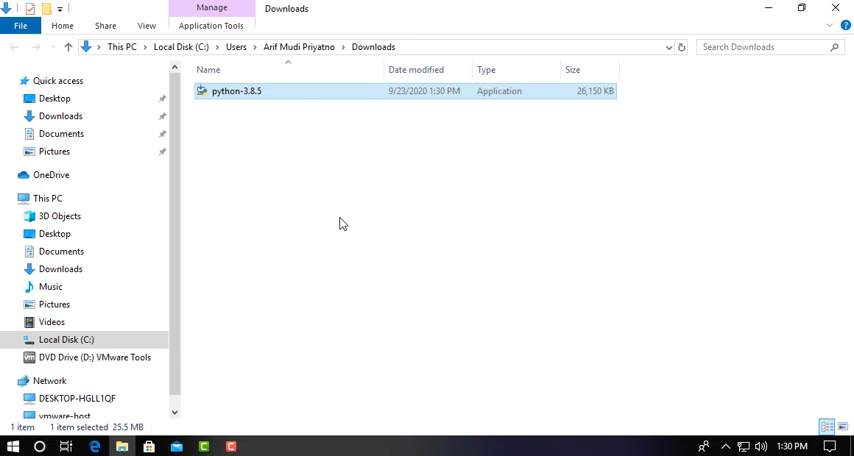 Manage
Downloads
File
Home
Share
View
Application Tools
This PC
Local Disk (C:)
Users
Arif Mudi Priyatno
Downloads
Search Downloads
Name
Date modified
Type
Size
python-3.8.5
9/23/2020 1:30 PM
Application
26,150 KB
Quick access
Desktop
Downloads
Documents
Pictures
OneDrive
This PC
3D Objects
Desktop
Documents
Downloads
Music
Pictures
Videos
Local Disk (C:)
DVD Drive (D:) VMware Tools
Network
DESKTOP-HGLL1QF
vmware-host
1 item
1 item selected 25.5 MB
1:30 PM